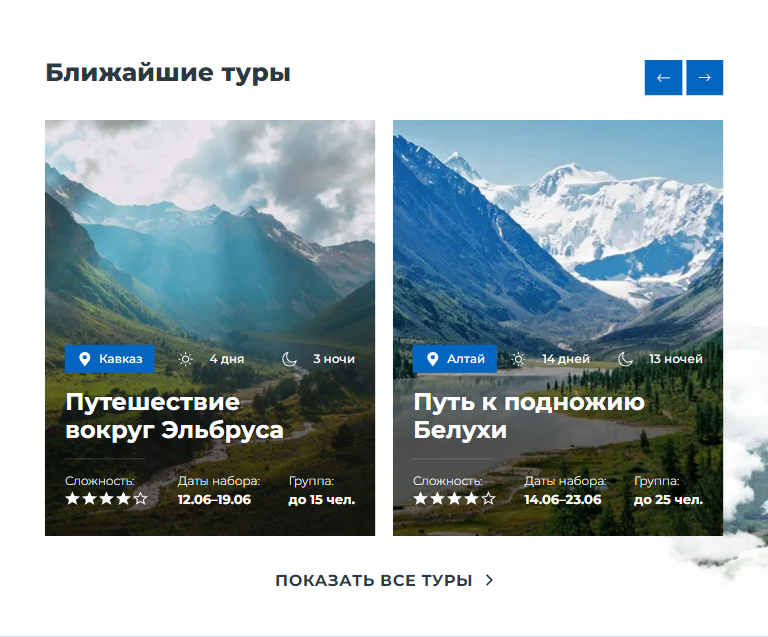 Ближайшие туры
Кавказ 4 дня 3 ночи
Путешествие
вокруг Эльбруса
Сложность: Даты набора: Группа:
12.06–19.06 до 15 чел.
Алтай 14 дней 13 ночей
Путь к подножию
Белухи
Сложность: Даты набора: Группа:
14.06–23.06 до 25 чел.
ПОКАЗАТЬ ВСЕ ТУРЫ